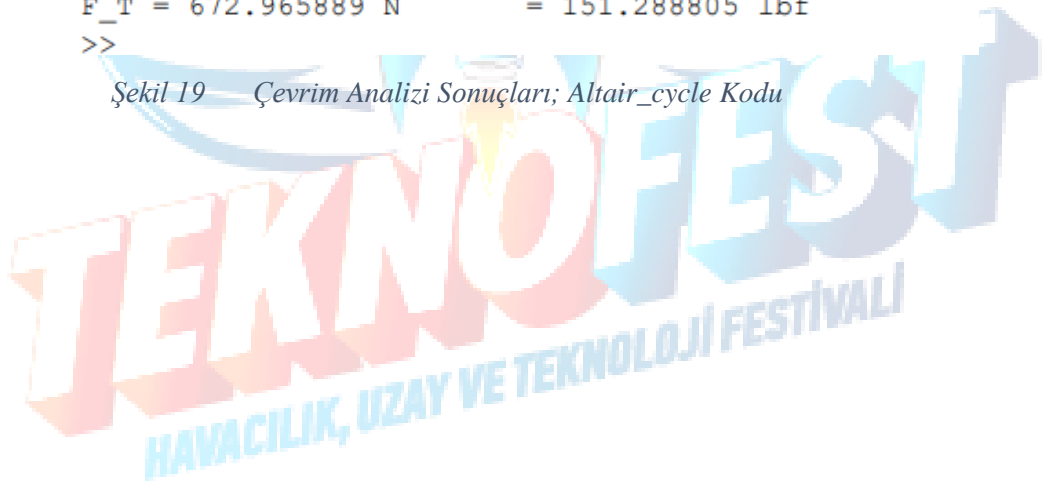 F_T = 672.965889 N = 151.288805 lbf
>>
Şekil 19 Çevrim Analizi Sonuçları; Altair_cycle Kodu
TEKNOFEST
HAVACILIK, UZAY VE TEKNOLOJİ FESTİVALİ